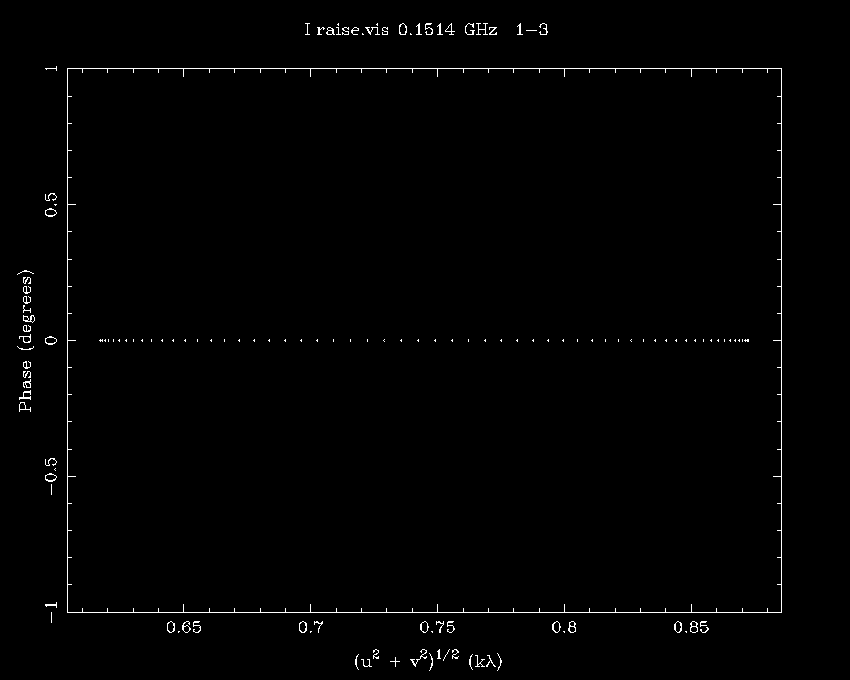 I raise.vis 0.1514 GHz 1−3
1
0.5
0
−0.5
−1
Phase (degrees)
0.65 0.7 0.75 0.8 0.85
(u² + v²)^1/2 (kλ)